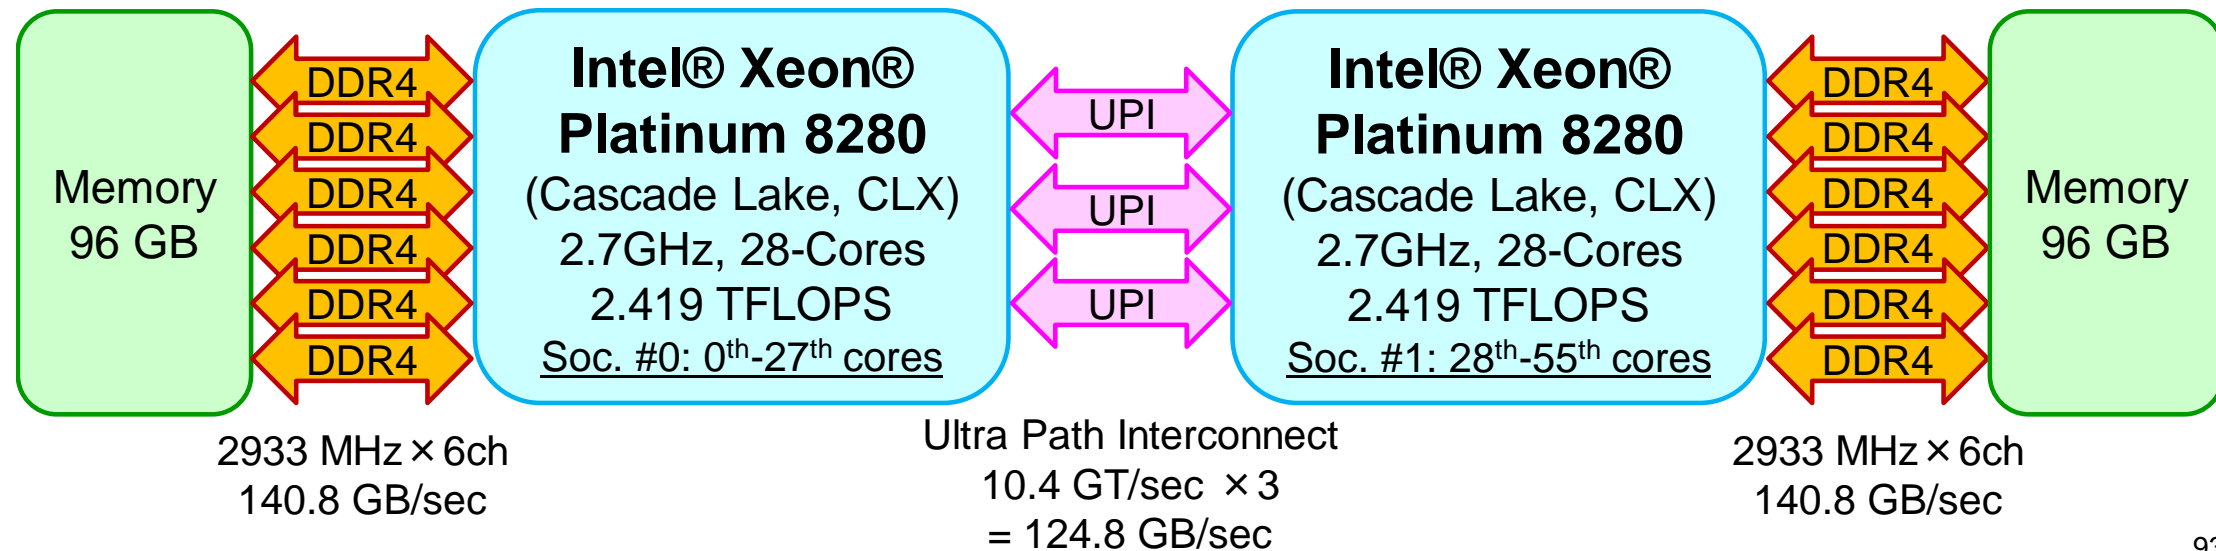 Memory
96 GB
DDR4
DDR4
DDR4
DDR4
DDR4
DDR4
2933 MHz × 6ch
140.8 GB/sec
Intel® Xeon®
Platinum 8280
(Cascade Lake, CLX)
2.7GHz, 28-Cores
2.419 TFLOPS
Soc. #0: 0th-27th cores
UPI
UPI
UPI
Ultra Path Interconnect
10.4 GT/sec ×3
= 124.8 GB/sec
Intel® Xeon®
Platinum 8280
(Cascade Lake, CLX)
2.7GHz, 28-Cores
2.419 TFLOPS
Soc. #1: 28th-55th cores
DDR4
DDR4
DDR4
DDR4
DDR4
DDR4
2933 MHz × 6ch
140.8 GB/sec
Memory
96 GB